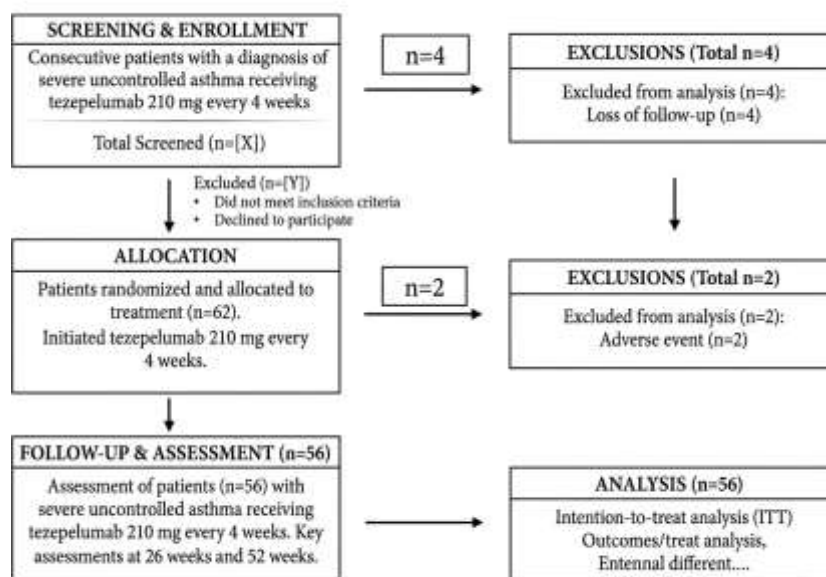 SCREENING & ENROLLMENT
Consecutive patients with a diagnosis of
severe uncontrolled asthma receiving
tezepelumab 210 mg every 4 weeks
Total Screened (n=[X])
n=4
EXCLUSIONS (Total n=4)
Excluded from analysis (n=4):
Loss of follow-up (n=4)
Excluded (n=[Y])
• Did not meet inclusion criteria
• Declined to participate
ALLOCATION
Patients randomized and allocated to
treatment (n=62).
Initiated tezepelumab 210 mg every
4 weeks.
n=2
EXCLUSIONS (Total n=2)
Excluded from analysis (n=2):
Adverse event (n=2)
FOLLOW-UP & ASSESSMENT (n=56)
Assessment of patients (n=56) with
severe uncontrolled asthma receiving
tezepelumab 210 mg every 4 weeks. Key
assessments at 26 weeks and 52 weeks.
ANALYSIS (n=56)
Intention-to-treat analysis (ITT)
Outcomes/treat analysis,
Entennal different....